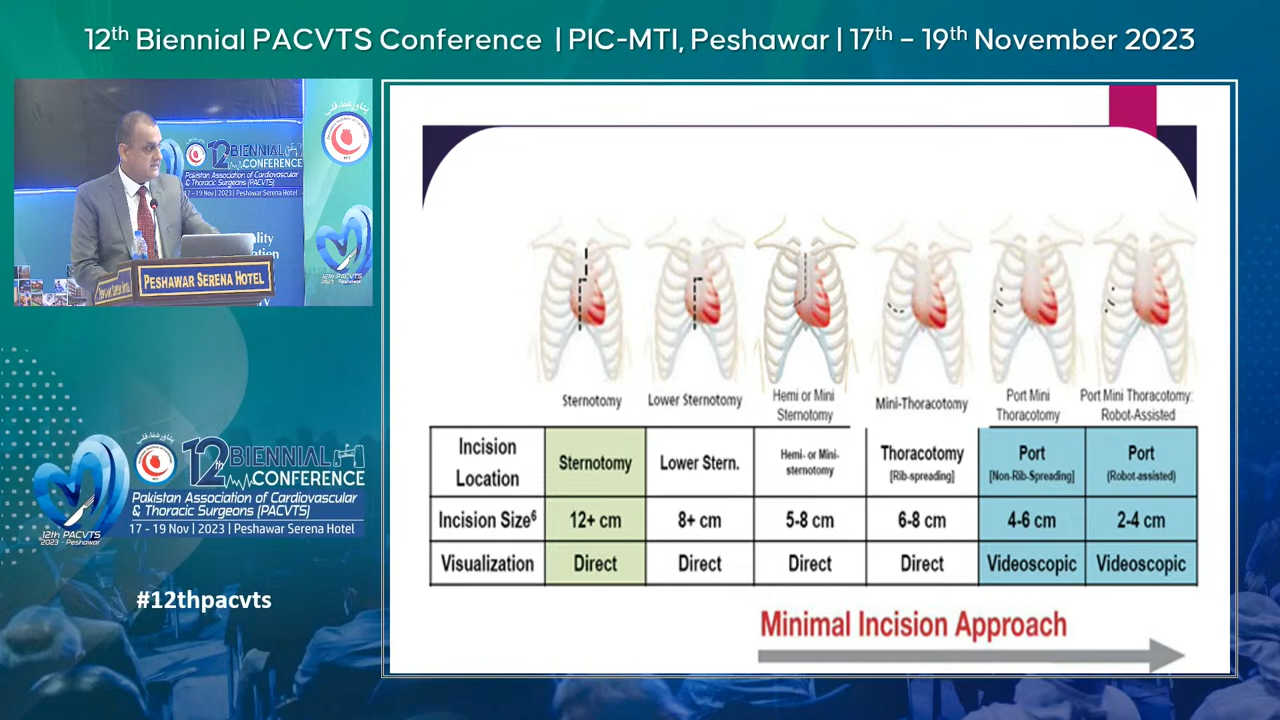 12th Biennial PACVTS Conference | PIC-MTI, Peshawar | 17th – 19th November 2023
12 BIENNIAL
CONFERENCE
Pakistan Association of Cardiovascular
& Thoracic Surgeons (PACVTS)
17 - 19 Nov | 2023 | Peshawar Serena Hotel
12th PACVTS
PESHAWAR SERENA HOTEL
Sternotomy
Lower Sternotomy
Hemi or Mini
Sternotomy
Mini-Thoracotomy
Port Mini
Thoracotomy
Port Mini Thoracotomy:
Robot-Assisted
Incision
Location
Sternotomy
Lower Stern.
Hemi- or Mini-
sternotomy
Thoracotomy
[Rib-spreading]
Port
[Non-Rib-Spreading]
Port
(Robot-assisted)
Incision Size6
12+ cm
8+ cm
5-8 cm
6-8 cm
4-6 cm
2-4 cm
Visualization
Direct
Direct
Direct
Direct
Videoscopic
Videoscopic
Minimal Incision Approach
12th BIENNIAL
CONFERENCE
Pakistan Association of Cardiovascular
& Thoracic Surgeons (PACVTS)
17 - 19 Nov | 2023 | Peshawar Serena Hotel
12th PACVTS
2023 - Peshawar
#12thpacvts